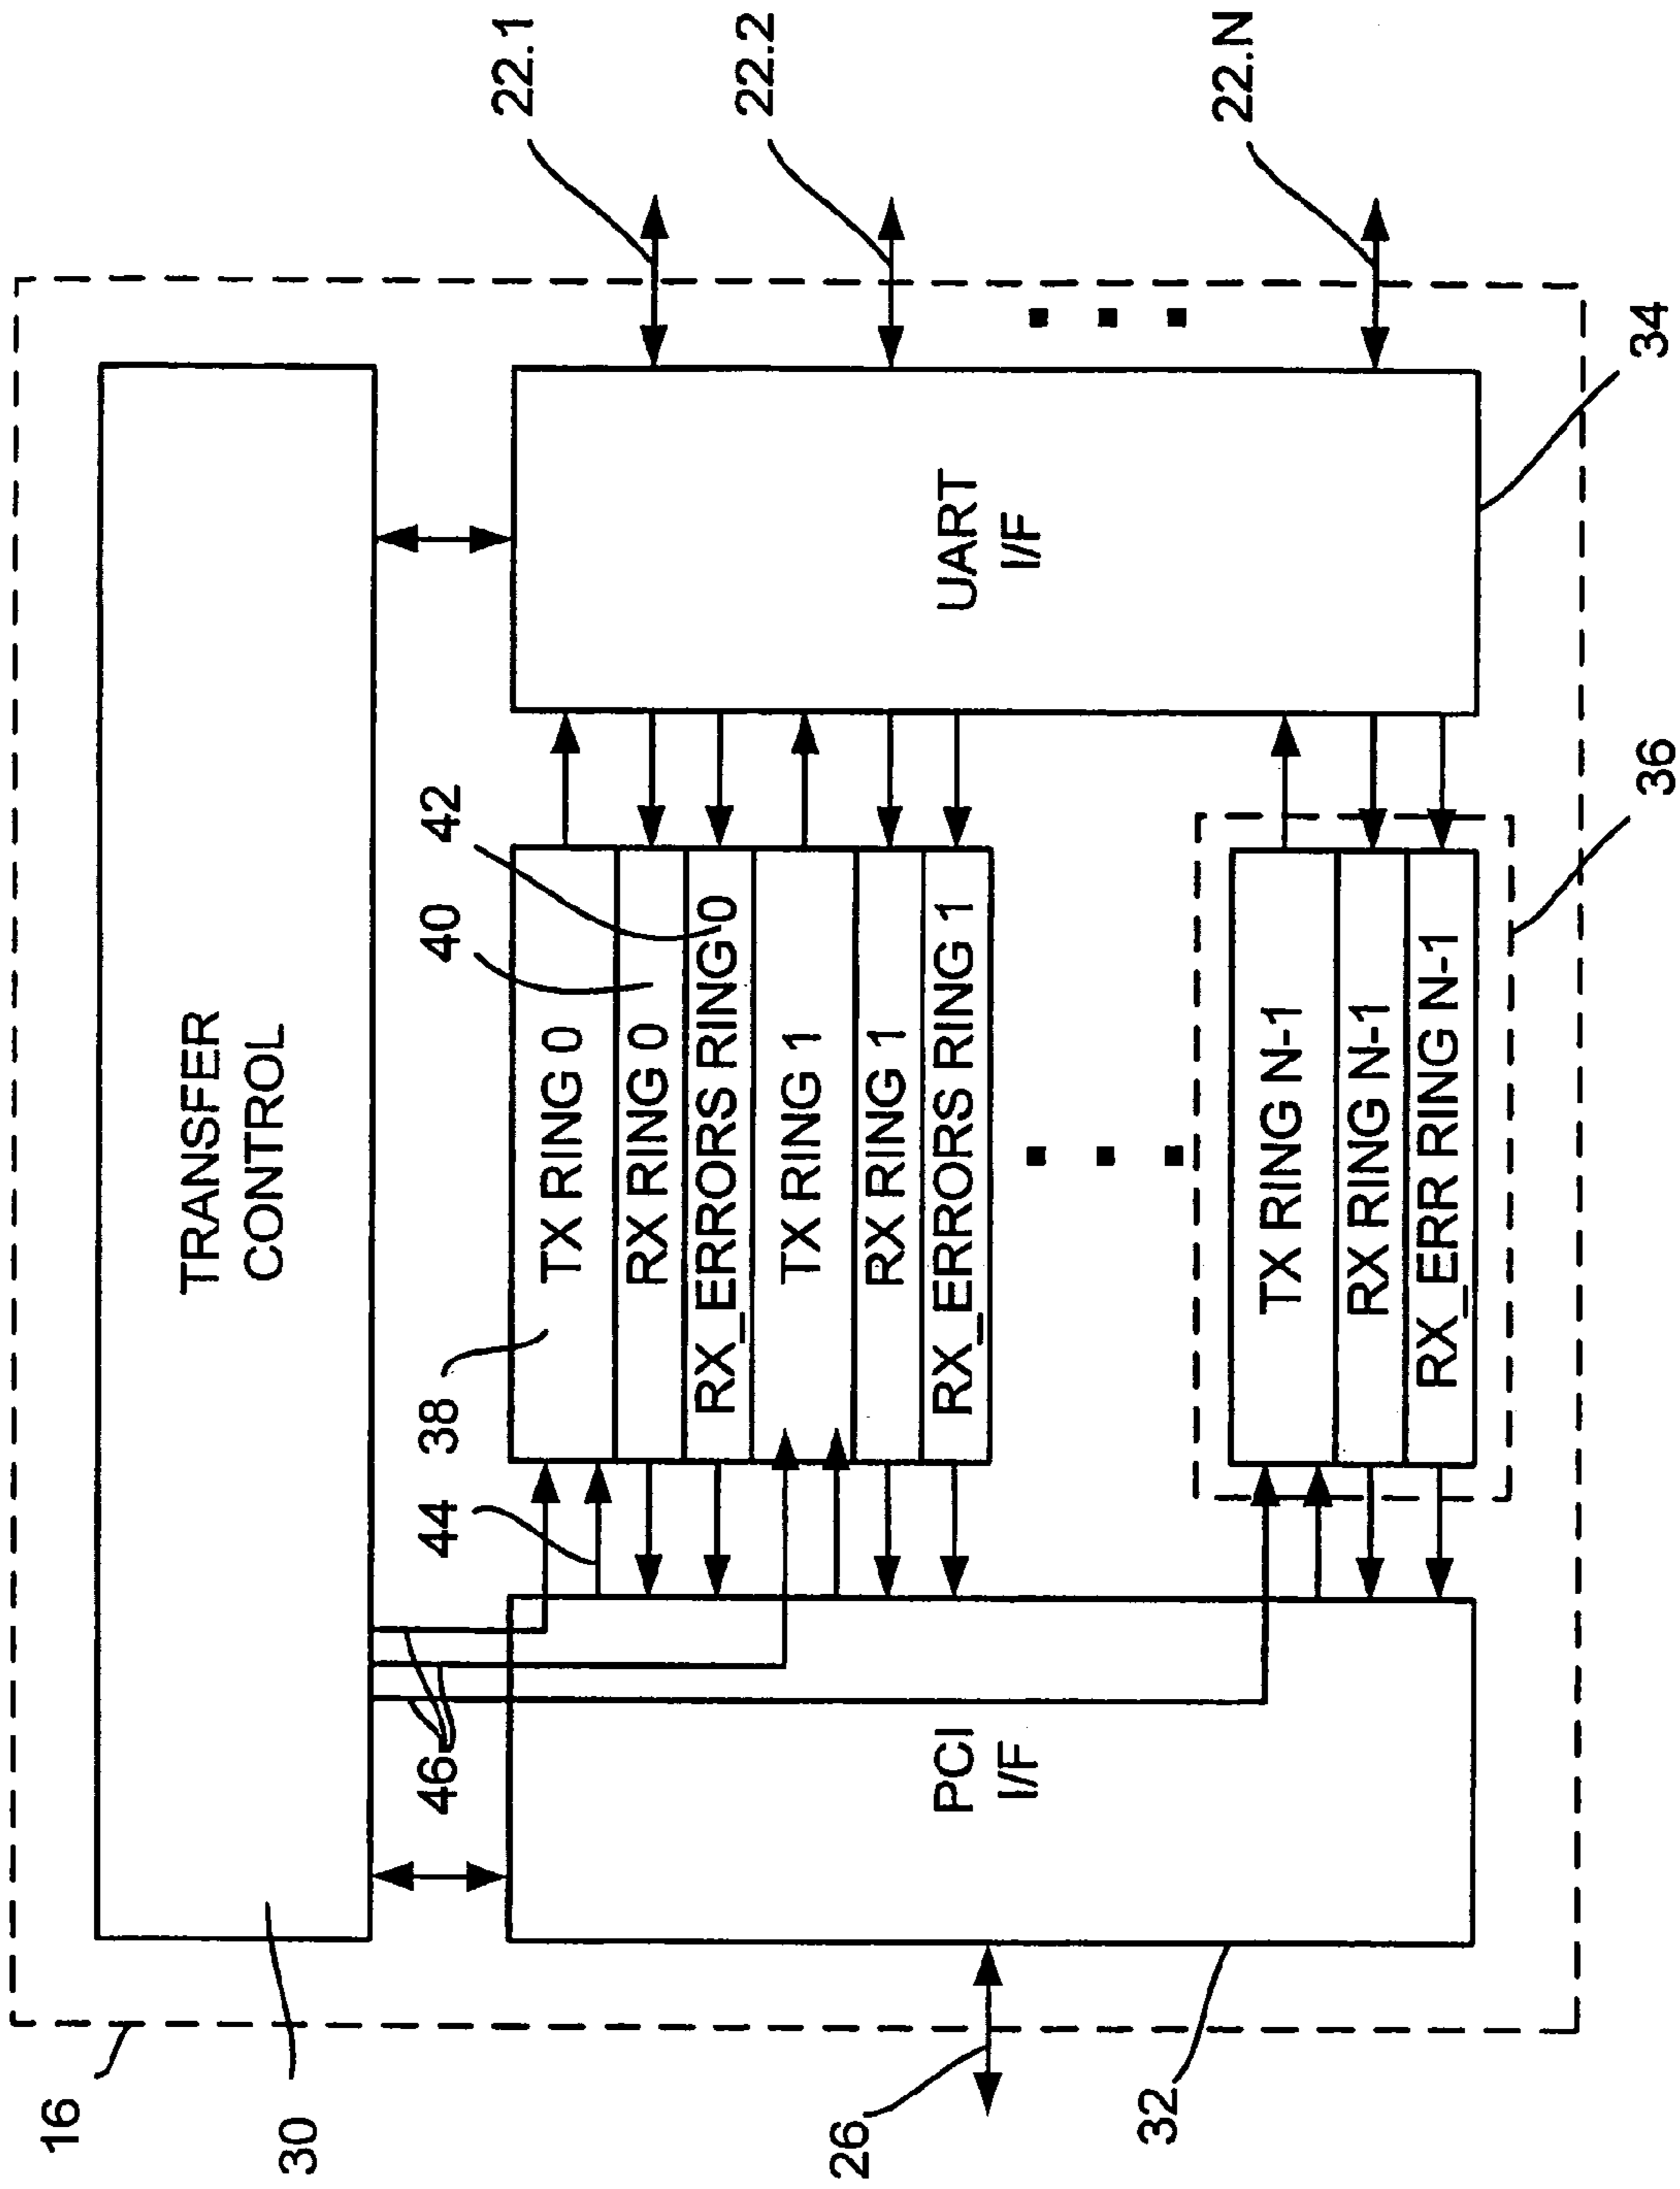 16
30
TRANSFER
CONTROL
46
44
38
40
42
22.1
22.2
22.N
26
32
PCI
I/F
TX RING 0
RX RING 0
RX_ERRORS RING 0
TX RING 1
RX RING 1
RX_ERRORS RING 1
TX RING N-1
RX RING N-1
RX_ERR RING N-1
UART
I/F
34
36